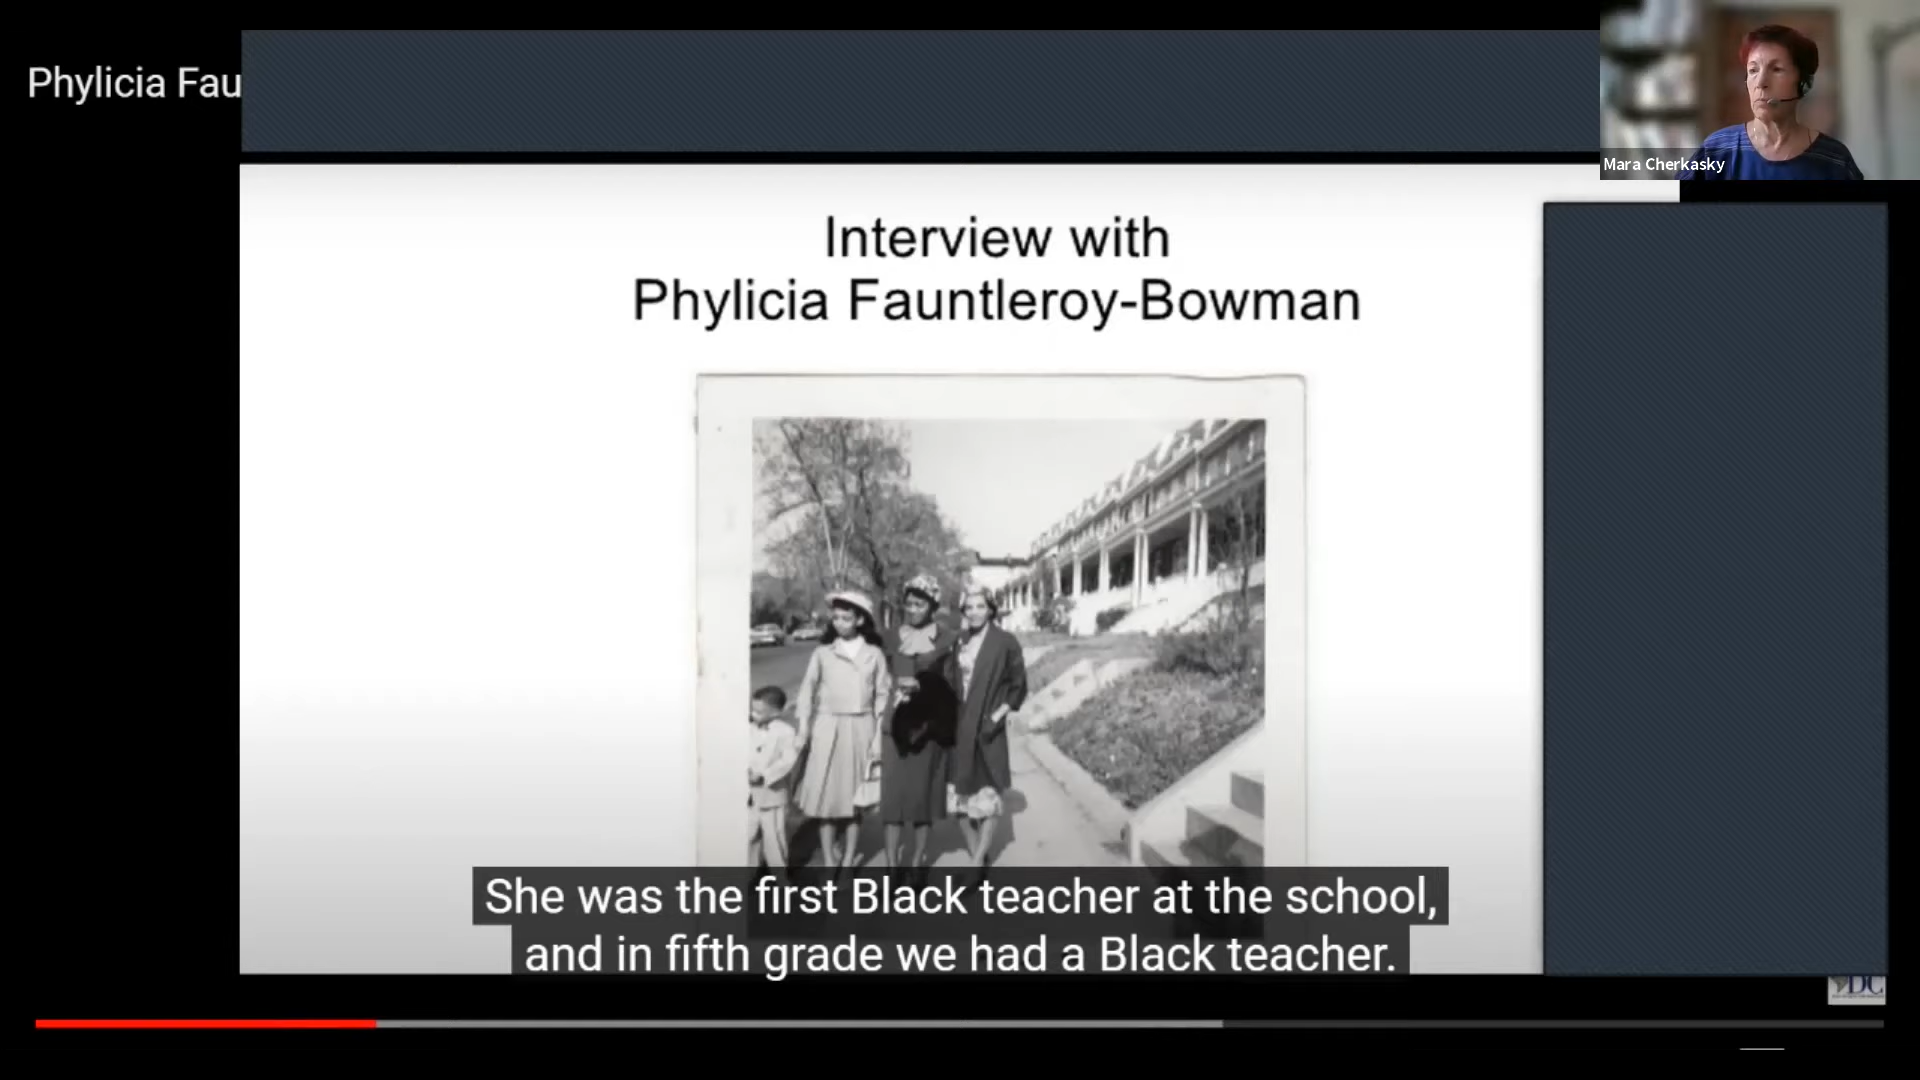 Phylicia Fau
Mara Cherkasky
Interview with
Phylicia Fauntleroy-Bowman
She was the first Black teacher at the school,
and in fifth grade we had a Black teacher.
DC